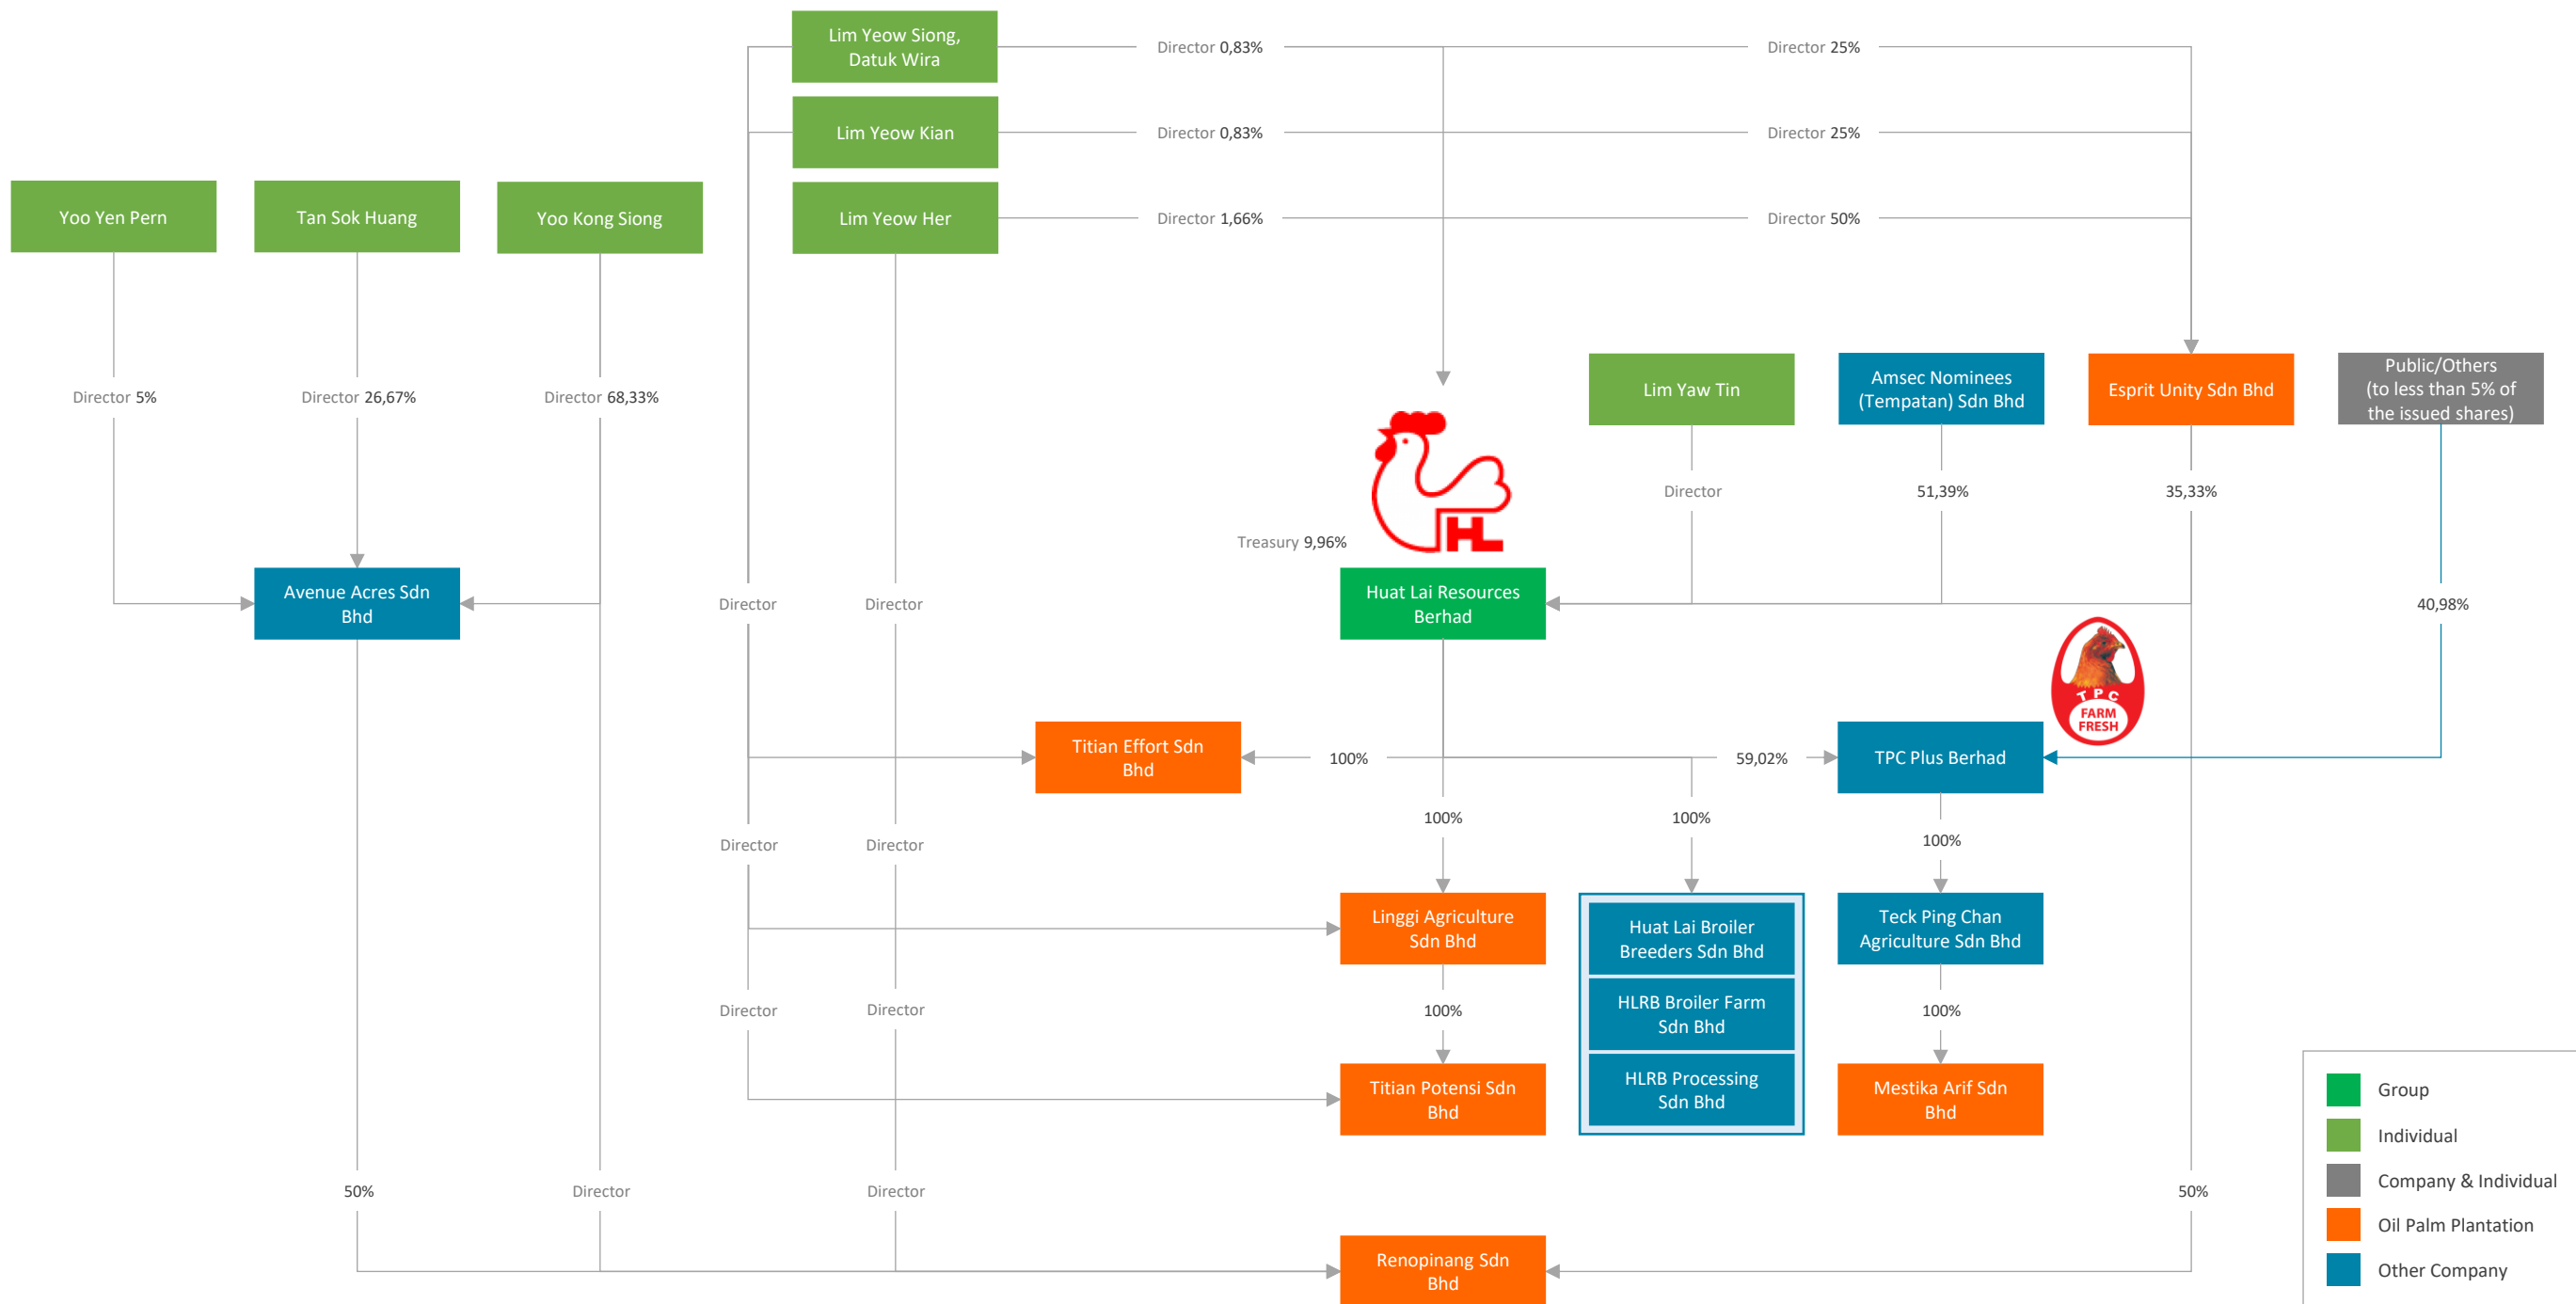 Lim Yeow Siong,
Datuk Wira
Director 0,83%
Director 25%
Lim Yeow Kian
Director 0,83%
Director 25%
Yoo Yen Pern
Tan Sok Huang
Yoo Kong Siong
Lim Yeow Her
Director 1,66%
Director 50%
Director 5%
Director 26,67%
Director 68,33%
Lim Yaw Tin
Amsec Nominees
(Tempatan) Sdn Bhd
Esprit Unity Sdn Bhd
Public/Others
(to less than 5% of
the issued shares)
Director
51,39%
35,33%
HL
Treasury 9,96%
Avenue Acres Sdn
Bhd
Director
Director
Huat Lai Resources
Berhad
40,98%
TPC
FARM
FRESH
Titian Effort Sdn
Bhd
100%
59,02%
TPC Plus Berhad
100%
100%
100%
Director
Director
Linggi Agriculture
Sdn Bhd
Huat Lai Broiler
Breeders Sdn Bhd
Teck Ping Chan
Agriculture Sdn Bhd
Director
Director
100%
HLRB Broiler Farm
Sdn Bhd
100%
Titian Potensi Sdn
Bhd
HLRB Processing
Sdn Bhd
Mestika Arif Sdn
Bhd
50%
Director
Director
50%
Renopinang Sdn
Bhd
Group
Individual
Company & Individual
Oil Palm Plantation
Other Company